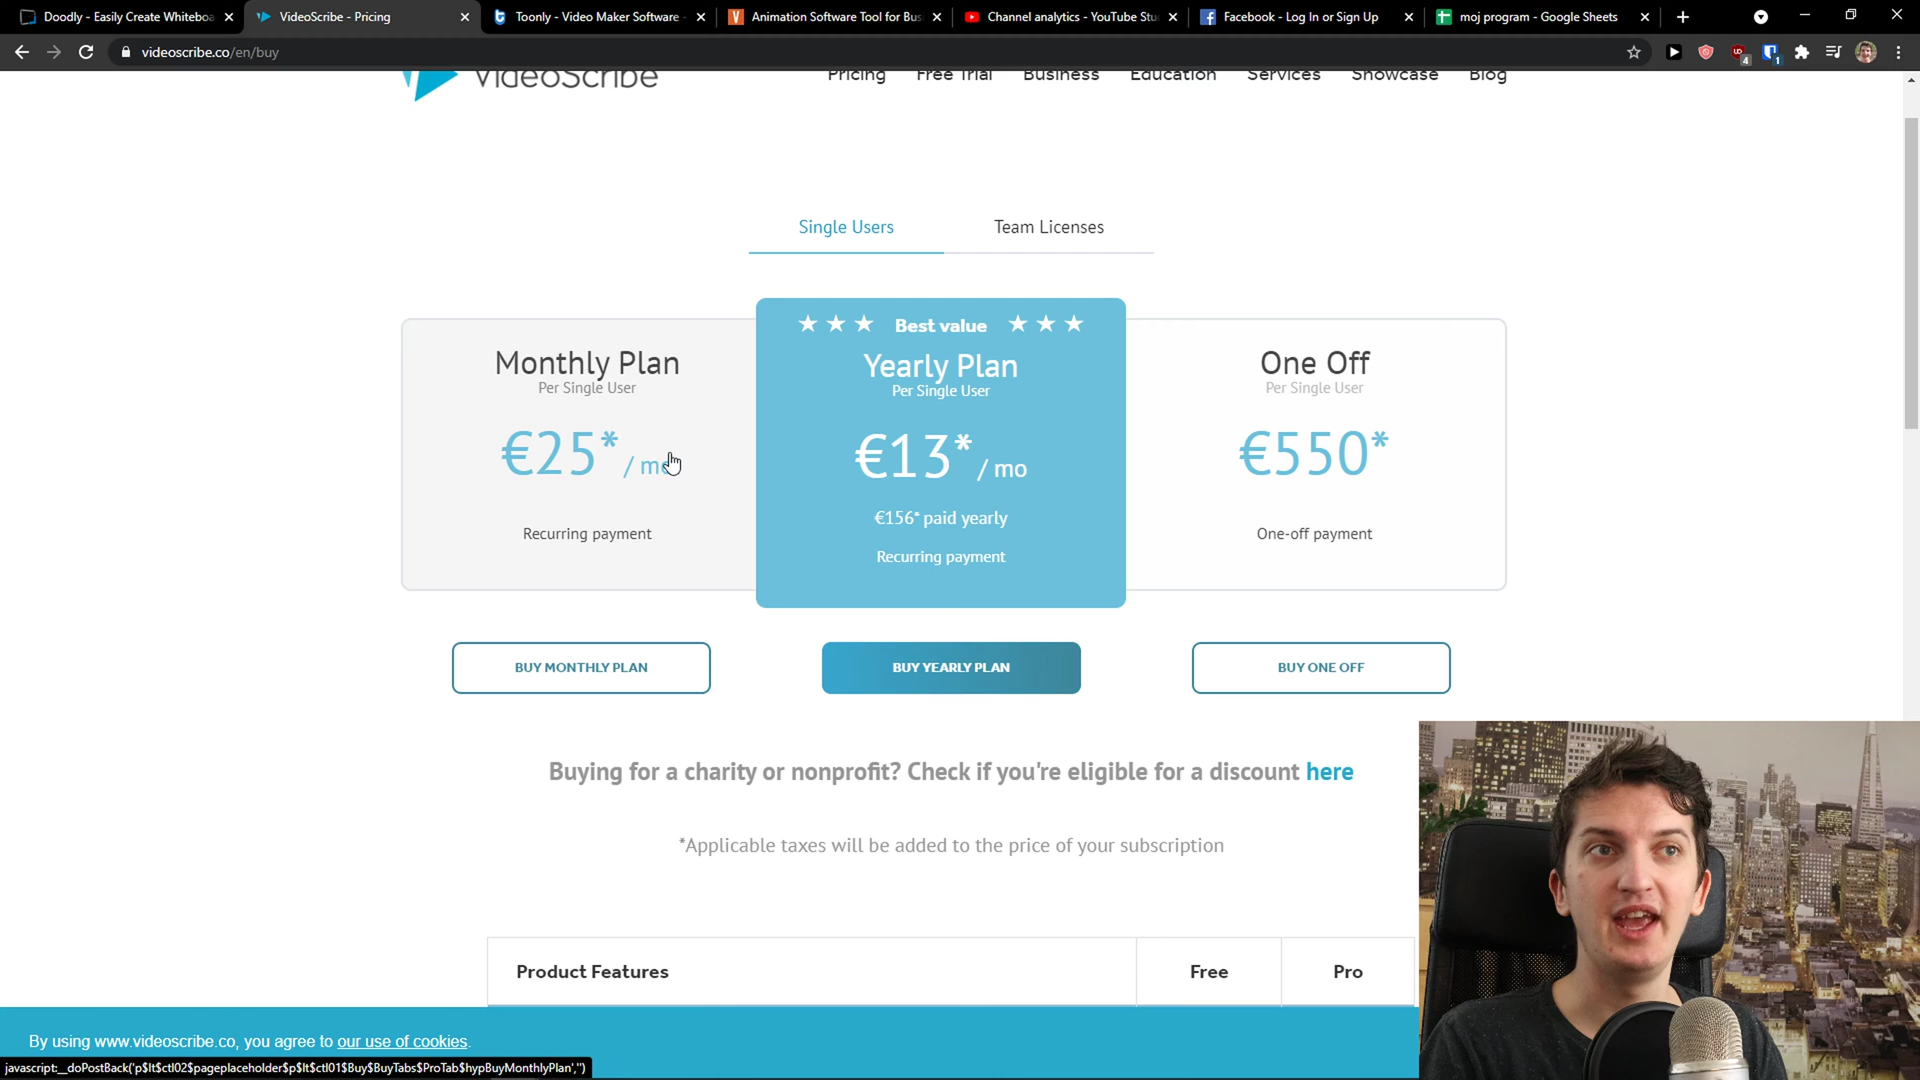 Doodly - Easily Create Whiteboa
VideoScribe - Pricing
Toonly - Video Maker Software -
Animation Software Tool for Bus
Channel analytics - YouTube Stu
Facebook - Log In or Sign Up
moj program - Google Sheets
videoscribe.co/en/buy
VideoScribe
Pricing
Free Trial
Business
Education
Services
Showcase
Blog
Single Users
Team Licenses
Monthly Plan
Per Single User
€25* / mo
Recurring payment
Best value
Yearly Plan
Per Single User
€13* / mo
€156* paid yearly
Recurring payment
One Off
Per Single User
€550*
One-off payment
BUY MONTHLY PLAN
BUY YEARLY PLAN
BUY ONE OFF
Buying for a charity or nonprofit? Check if you're eligible for a discount here
*Applicable taxes will be added to the price of your subscription
Product Features
Free
Pro
By using www.videoscribe.co, you agree to our use of cookies.
javascript:__doPostBack('p$lt$ctl02$pageplaceholder$p$lt$ctl01$Buy$BuyTabs$ProTab$hypBuyMonthlyPlan','')